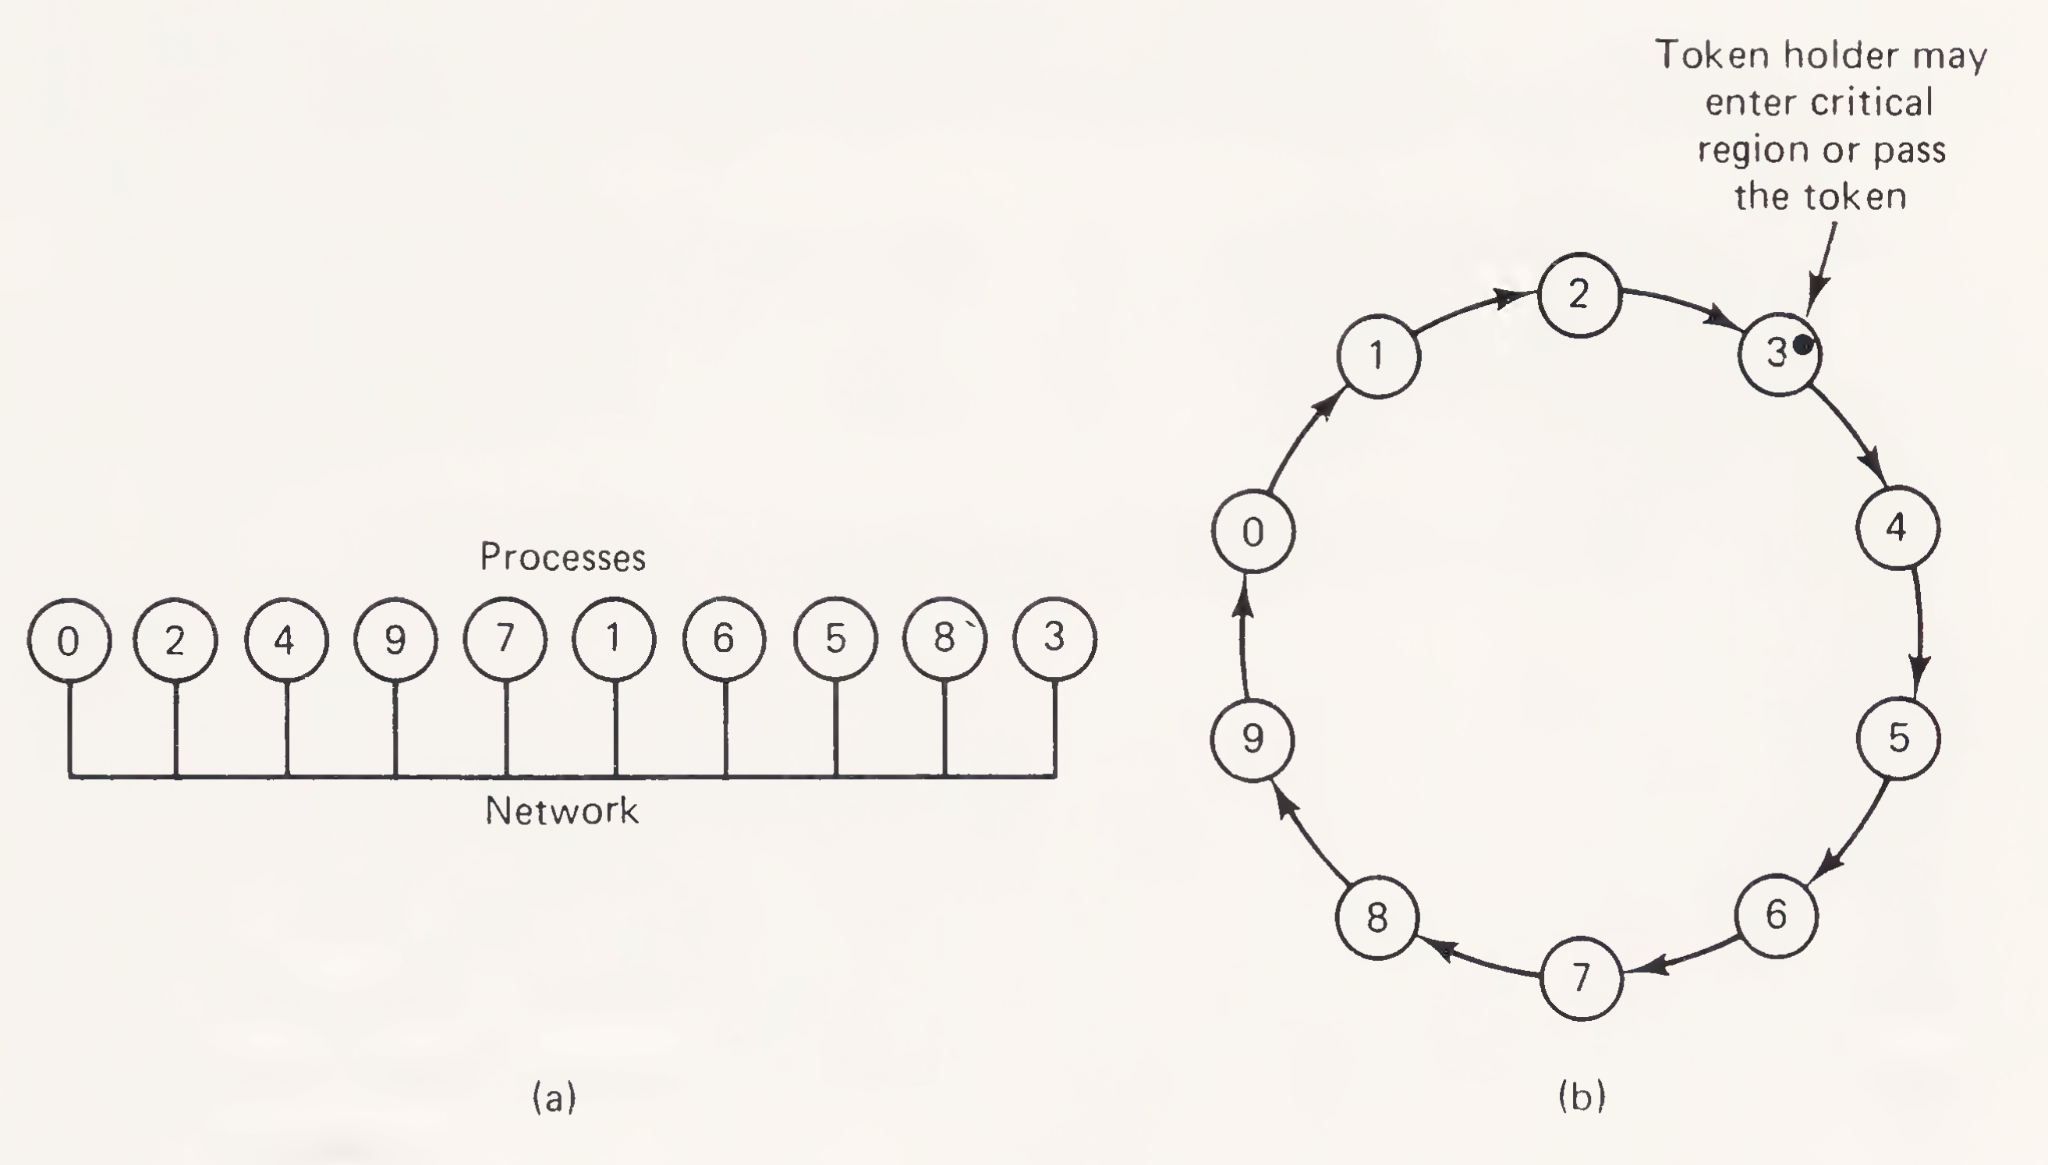 Token holder may
enter critical
region or pass
the token
Processes
0 2 4 9 7 1 6 5 8 3
Network
(a)
2
1
3
0
4
9
5
8
6
7
(b)